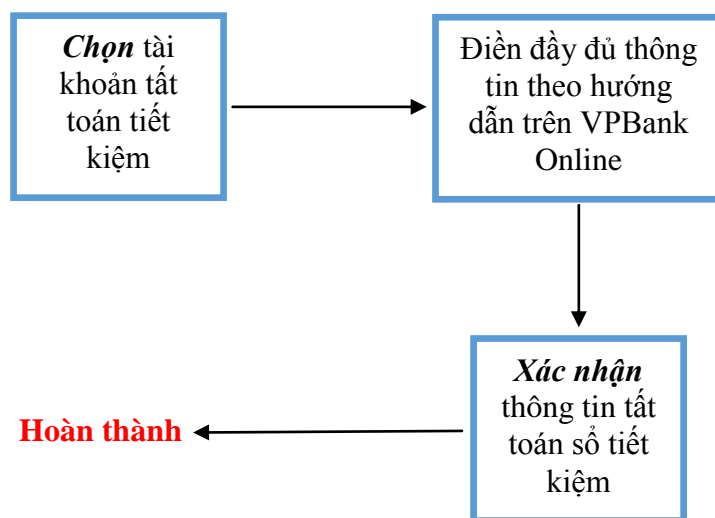 Chọn tài
khoản tất
toán tiết
kiệm
Điền đầy đủ thông
tin theo hướng
dẫn trên VPBank
Online
Xác nhận
thông tin tất
toán sổ tiết
kiệm
Hoàn thành